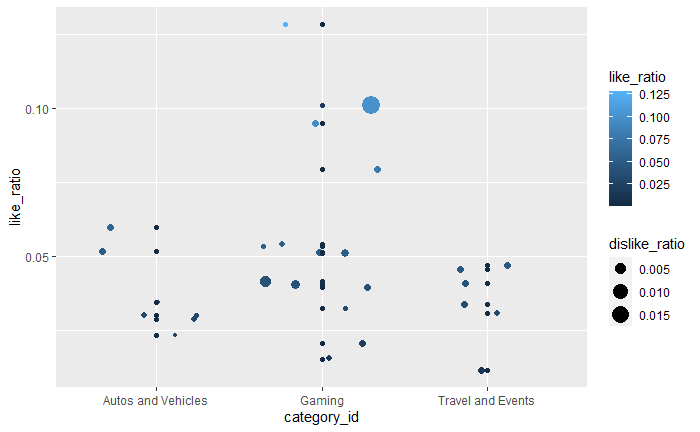 like_ratio
0.10
0.05
Autos and Vehicles
Gaming
Travel and Events
category_id
like_ratio
0.125
0.100
0.075
0.050
0.025
dislike_ratio
0.005
0.010
0.015